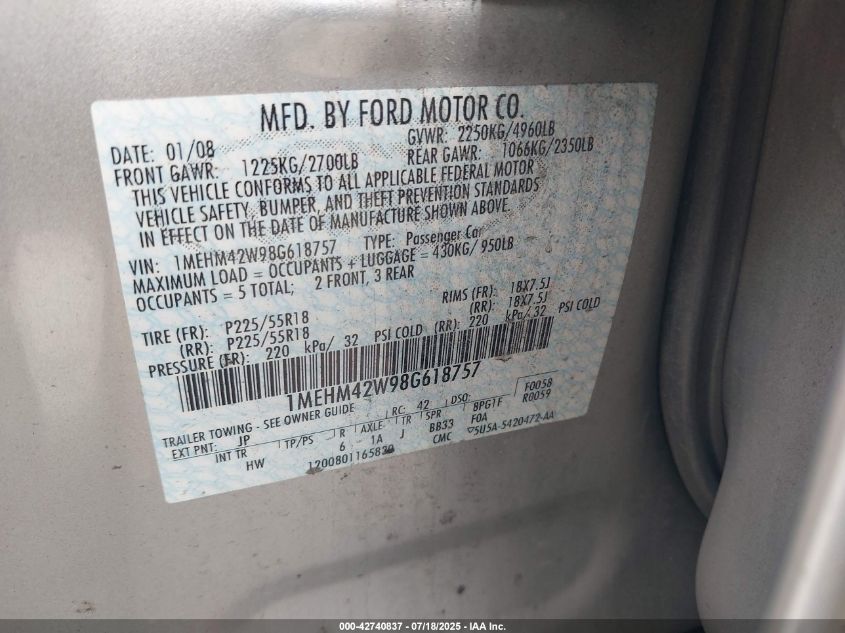 MFD. BY FORD MOTOR CO.
DATE: 01/08 GVWR: 2250KG/4960LB
FRONT GAWR: 1225KG/2700LB REAR GAWR: 1066KG/2350LB
THIS VEHICLE CONFORMS TO ALL APPLICABLE FEDERAL MOTOR
VEHICLE SAFETY, BUMPER, AND THEFT PREVENTION STANDARDS
IN EFFECT ON THE DATE OF MANUFACTURE SHOWN ABOVE.
VIN: 1MEHM42W98G618757 TYPE: Passenger Car
MAXIMUM LOAD = OCCUPANTS + LUGGAGE = 430KG/ 950LB
OCCUPANTS = 5 TOTAL; 2 FRONT, 3 REAR
TIRE (FR): P225/55R18 RIMS (FR): 18X7.5J
(RR): P225/55R18 (RR): 18X7.5J
PRESSURE (FR): 220 kPa/ 32 PSI COLD (RR): 220 kPa/ 32 PSI COLD
1MEHM42W98G618757
TRAILER TOWING - SEE OWNER GUIDE RC: 42 DSO: F0058
EXT PNT: JP R0059
INT TR TP/PS R AXLE TR SPR 8PGTF
HW 6 1A J BB33 FOA
CMC ▽5U5A-5420472-AA
1200801165839
000-42740837 - 07/18/2025 - IAA Inc.